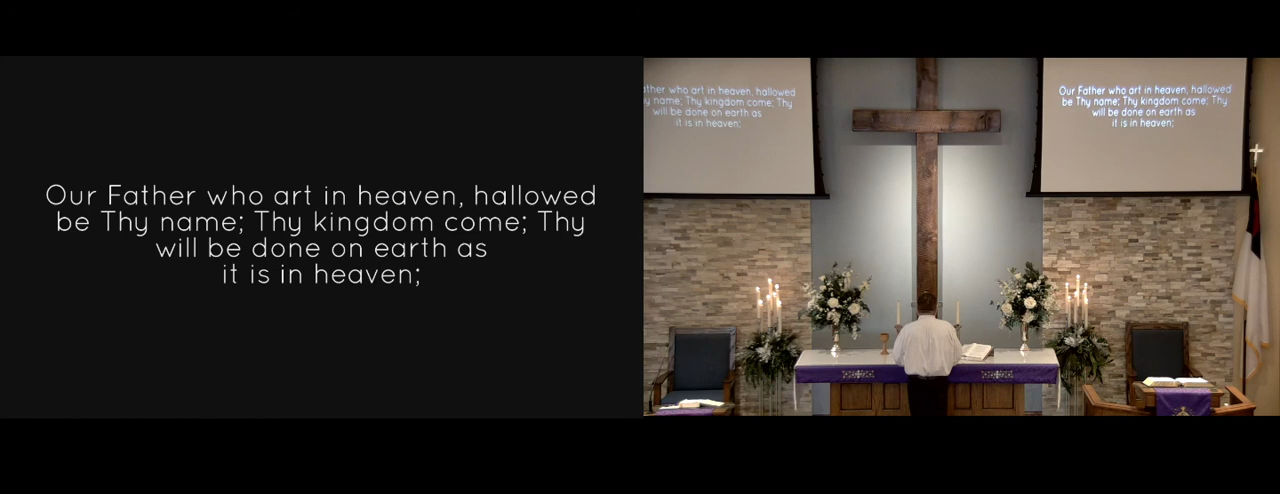 Our Father who art in heaven, hallowed
be Thy name; Thy kingdom come; Thy
will be done on earth as
it is in heaven;
ather who art in heaven, hallowed
y name; Thy kingdom come; Thy
will be done on earth as
it is in heaven;
Our Father who art in heaven, hallowed
be Thy name; Thy kingdom come; Thy
will be done on earth as
it is in heaven;